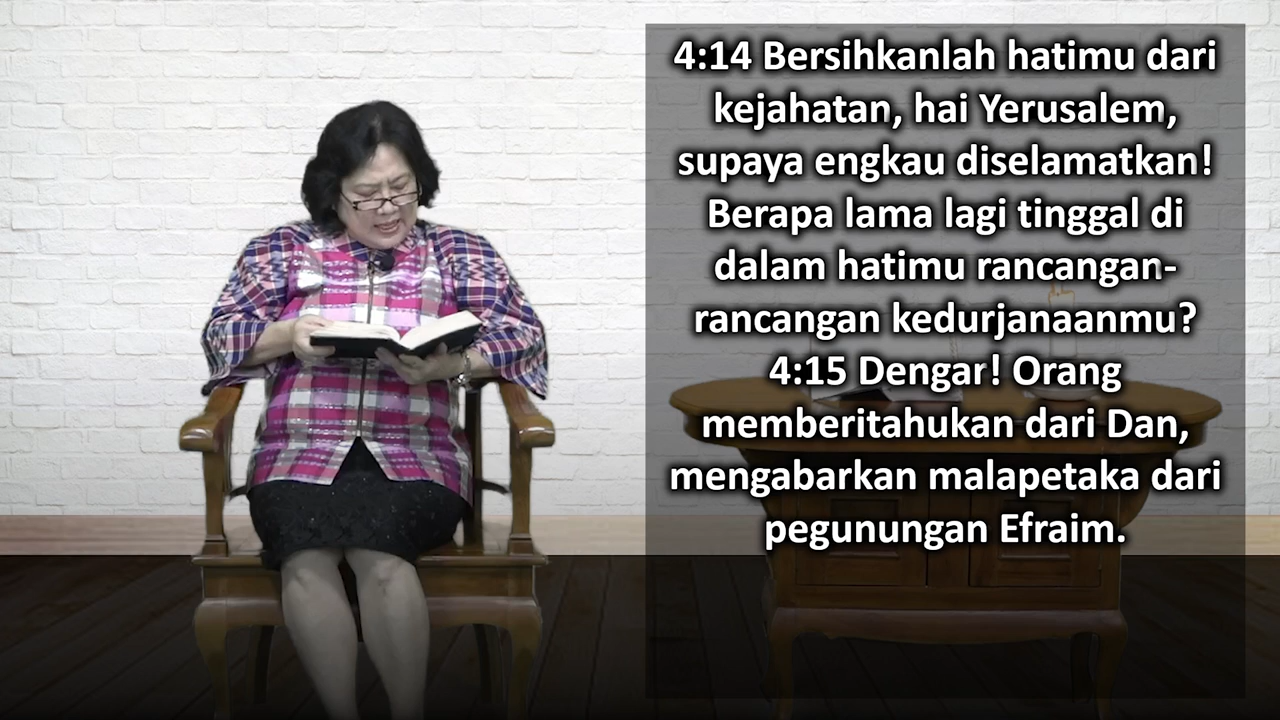 4:14 Bersihkanlah hatimu dari
kejahatan, hai Yerusalem,
supaya engkau diselamatkan!
Berapa lama lagi tinggal di
dalam hatimu rancangan-
rancangan kedurjanaanmu?
4:15 Dengar! Orang
memberitahukan dari Dan,
mengabarkan malapetaka dari
pegunungan Efraim.